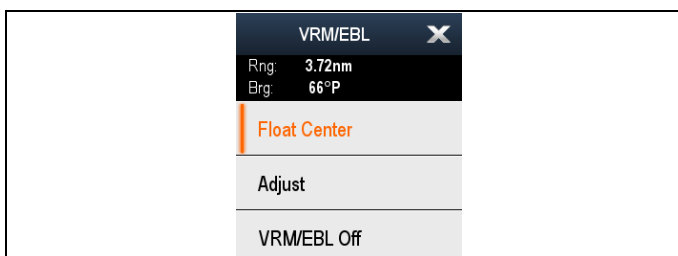 VRM/EBL X
Rng: 3.72nm
Brg: 66°P
Float Center
Adjust
VRM/EBL Off